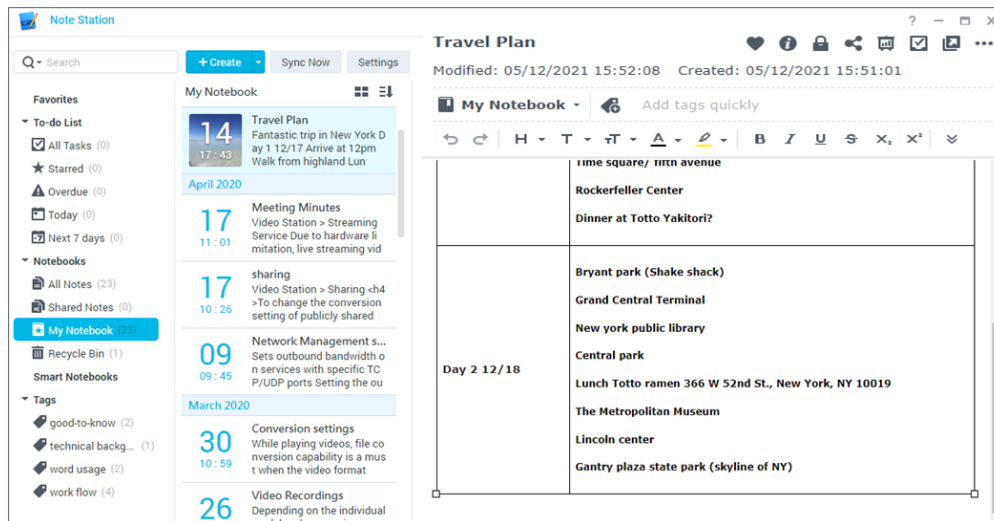 Note Station
?
Search
+ Create
Sync Now
Settings
Favorites
To-do List
All Tasks (0)
Starred (0)
Overdue (0)
Today (0)
Next 7 days (0)
Notebooks
All Notes (23)
Shared Notes (0)
My Notebook (23)
Recycle Bin (1)
Smart Notebooks
Tags
good-to-know (2)
technical backg... (1)
word usage (2)
work flow (4)
My Notebook
14
17:43
Travel Plan
Fantastic trip in New York D
ay 1 12/17 Arrive at 12pm
Walk from highland Lun
April 2020
17
11:01
Meeting Minutes
Video Station > Streaming
Service Due to hardware li
mitation, live streaming vid
17
10:26
sharing
Video Station > Sharing <h4
>To change the conversion
setting of publicly shared
09
09:45
Network Management s...
Sets outbound bandwidth o
n services with specific TC
P/UDP ports Setting the ou
March 2020
30
10:59
Conversion settings
While playing videos, file co
nversion capability is a mus
t when the video format
26
Video Recordings
Depending on the individual
Travel Plan
Modified: 05/12/2021 15:52:08 Created: 05/12/2021 15:51:01
My Notebook
Add tags quickly
H T тT A B I U S X₂ X²
Time square/ fifth avenue
Rockerfeller Center
Dinner at Totto Yakitori?
Day 2 12/18
Bryant park (Shake shack)
Grand Central Terminal
New york public library
Central park
Lunch Totto ramen 366 W 52nd St., New York, NY 10019
The Metropolitan Museum
Lincoln center
Gantry plaza state park (skyline of NY)